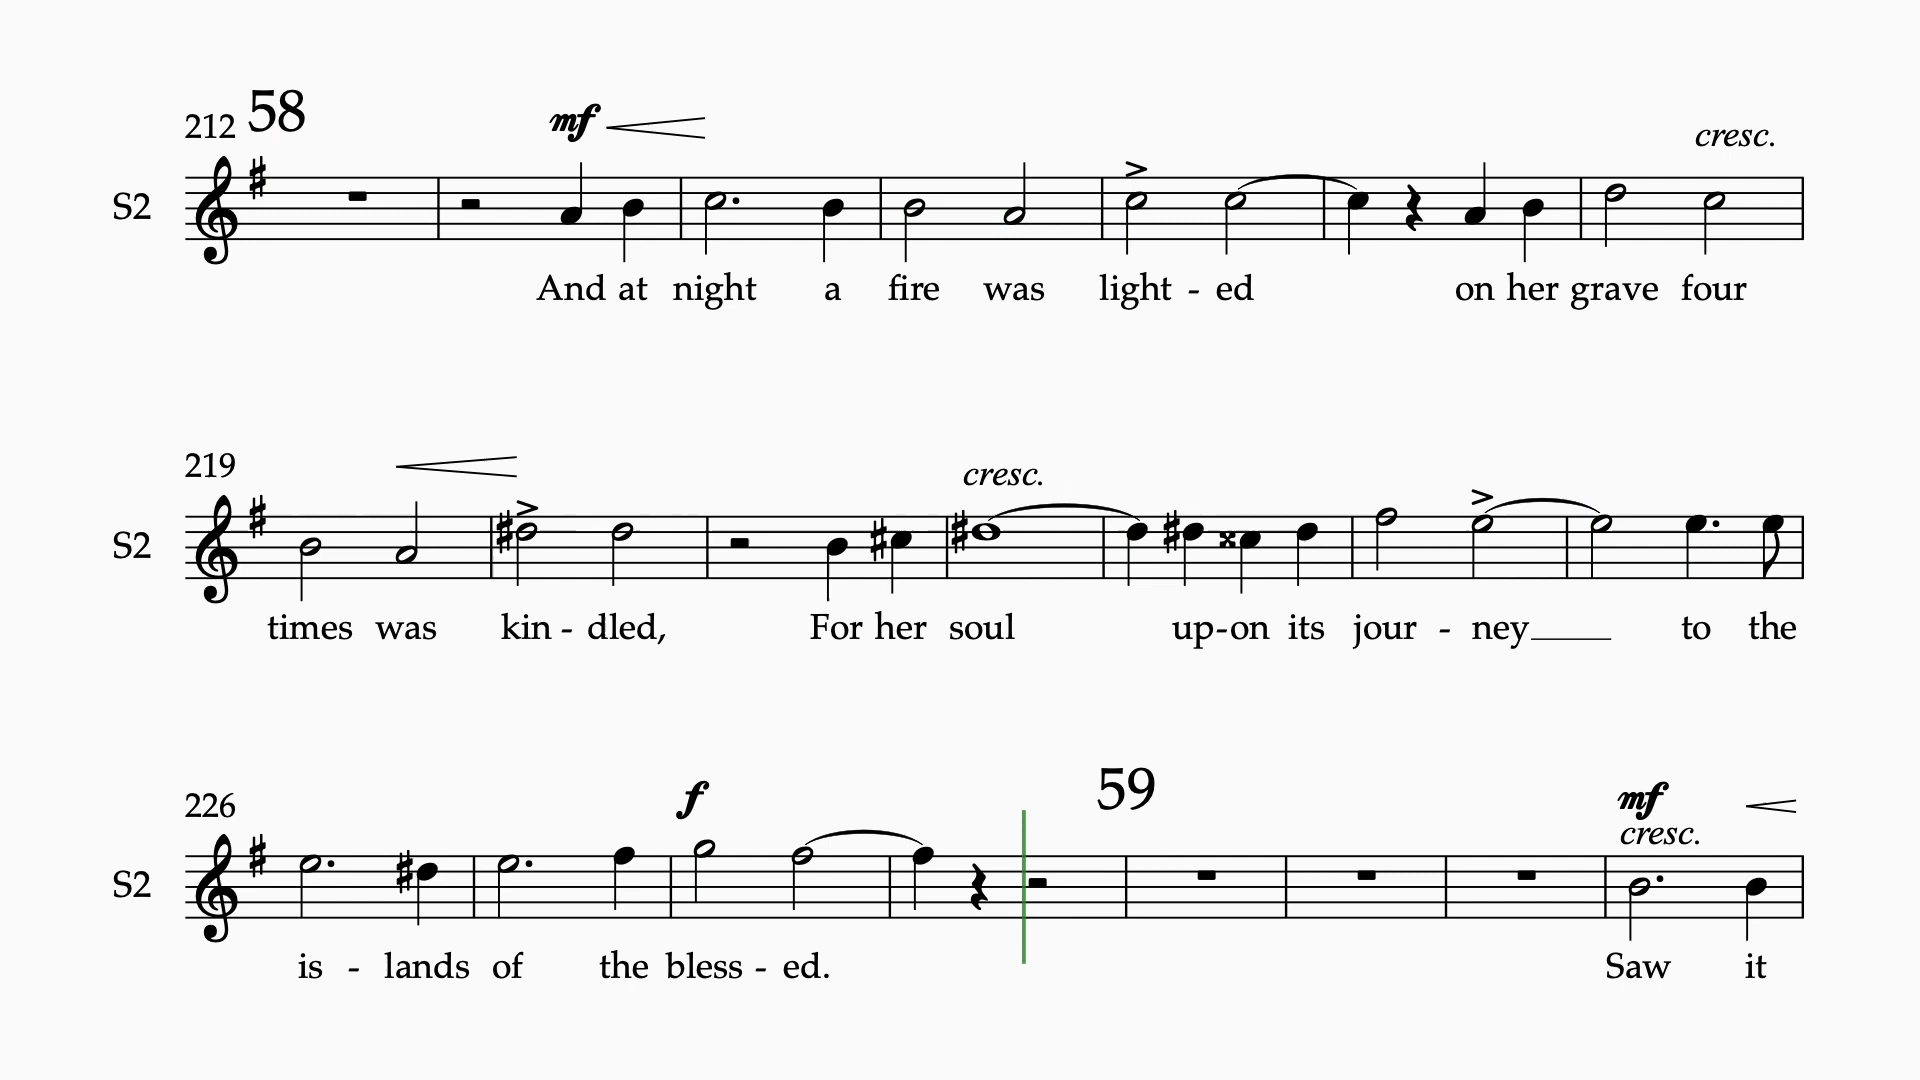 212 58 mf
cresc.
S2
And at night a fire was light - ed on her grave four
219
cresc.
S2
times was kin - dled, For her soul up-on its jour - ney____ to the
59
226 f mf
cresc.
S2
is - lands of the bless - ed. Saw it